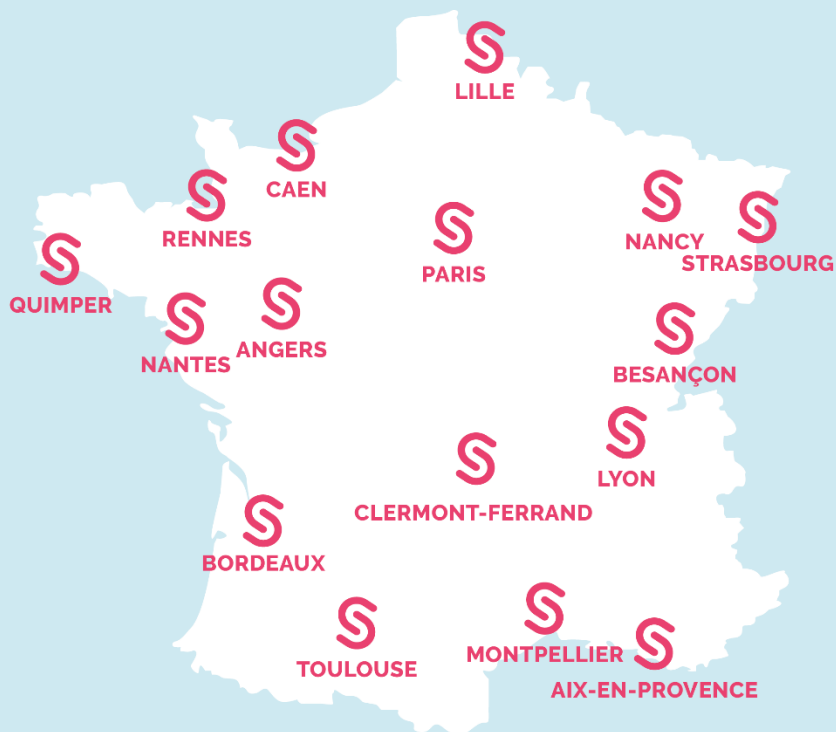 LILLE
CAEN
RENNES
NANCY
PARIS
STRASBOURG
QUIMPER
ANGERS
NANTES
BESANÇON
LYON
CLERMONT-FERRAND
BORDEAUX
MONTPELLIER
TOULOUSE
AIX-EN-PROVENCE